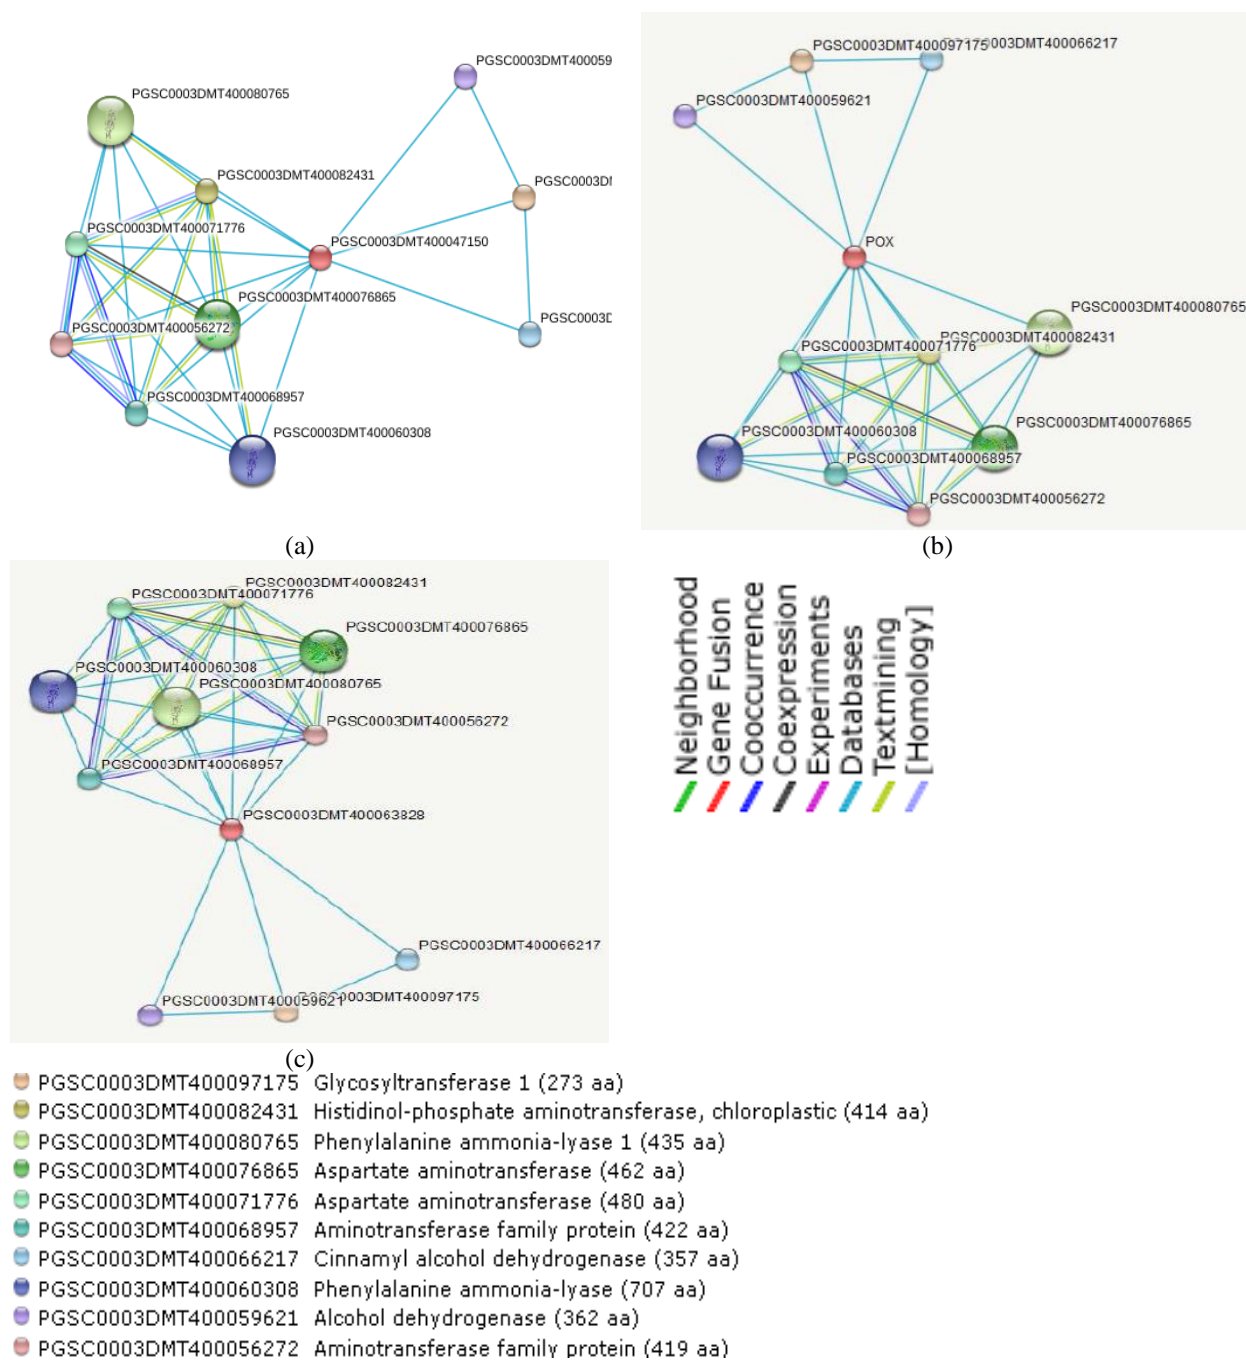 PGSC0003DMT400059
PGSC0003DMT400080765
PGSC0003DMT400082431
PGSC0003DMT400071776
PGSC0003DMT400047150
PGSC0003DMT400076865
PGSC0003DMT400056272
PGSC0003DMT400068957
PGSC0003DMT400060308
(a)
PGSC0003DMT400097175
0003DMT400066217
PGSC0003DMT400059621
POX
PGSC0003DMT400080765
PGSC0003DMT400082431
PGSC0003DMT400071776
PGSC0003DMT400076865
PGSC0003DMT400060308
PGSC0003DMT400068957
PGSC0003DMT400056272
(b)
PGSC0003DMT400082431
PGSC0003DMT400071776
PGSC0003DMT400076865
PGSC0003DMT400060308
PGSC0003DMT400080765
PGSC0003DMT400056272
PGSC0003DMT400068957
PGSC0003DMT400063828
PGSC0003DMT400066217
PGSC0003DMT400059621
0003DMT400097175
(c)
Neighborhood
Gene Fusion
Cooccurrence
Coexpression
Experiments
Databases
Textmining
[Homology]
PGSC0003DMT400097175 Glycosyltransferase 1 (273 aa)
PGSC0003DMT400082431 Histidinol-phosphate aminotransferase, chloroplastic (414 aa)
PGSC0003DMT400080765 Phenylalanine ammonia-lyase 1 (435 aa)
PGSC0003DMT400076865 Aspartate aminotransferase (462 aa)
PGSC0003DMT400071776 Aspartate aminotransferase (480 aa)
PGSC0003DMT400068957 Aminotransferase family protein (422 aa)
PGSC0003DMT400066217 Cinnamyl alcohol dehydrogenase (357 aa)
PGSC0003DMT400060308 Phenylalanine ammonia-lyase (707 aa)
PGSC0003DMT400059621 Alcohol dehydrogenase (362 aa)
PGSC0003DMT400056272 Aminotransferase family protein (419 aa)